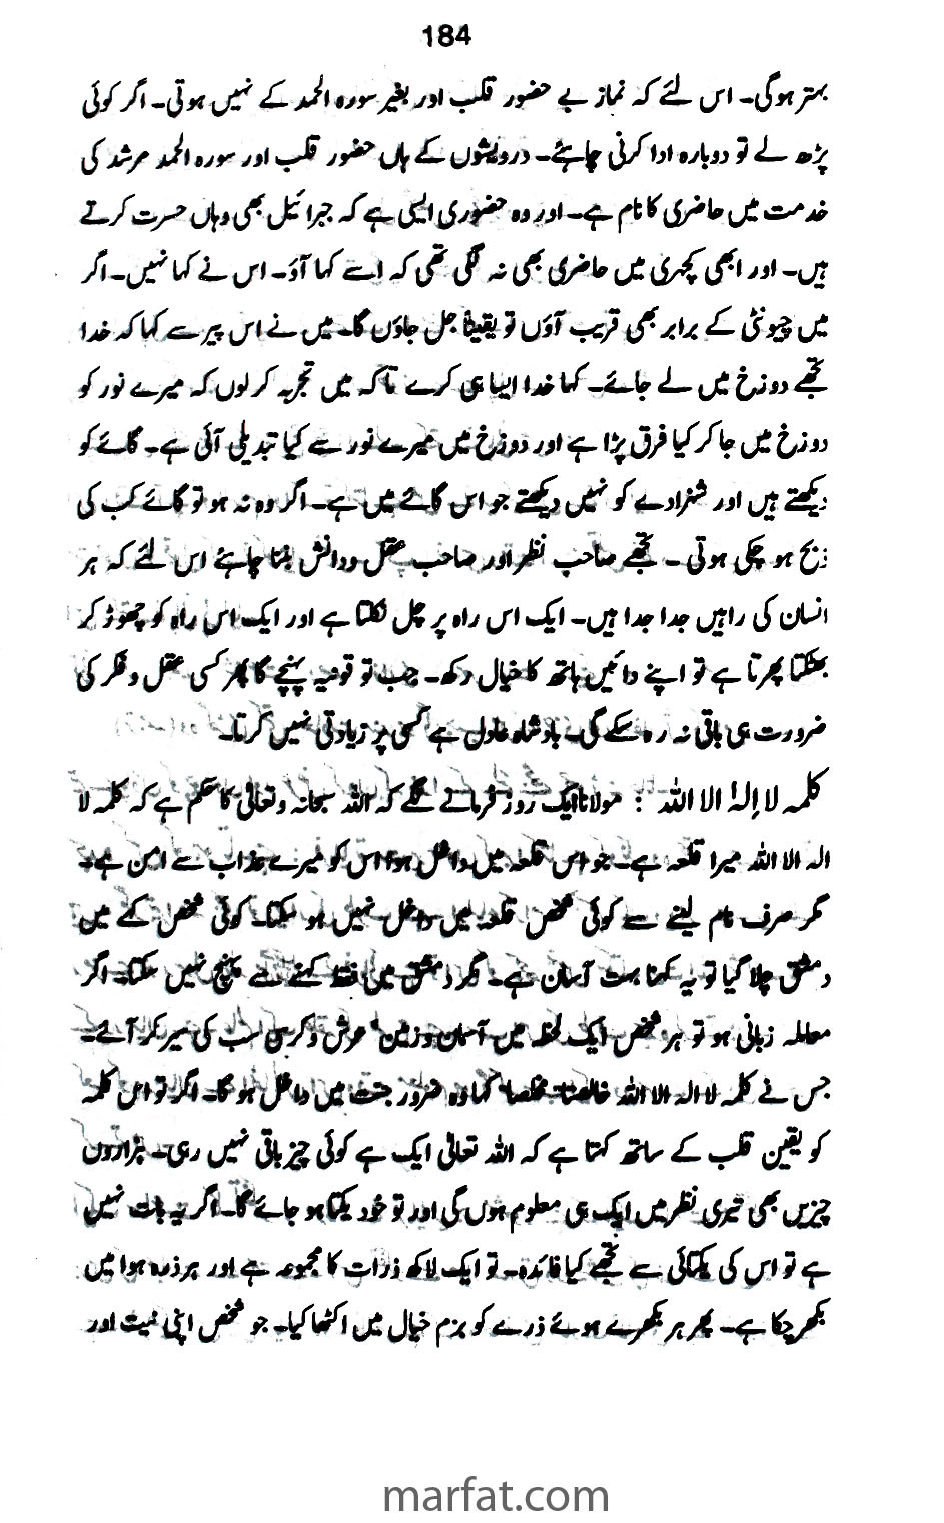 184
بہتر ہوگی۔ اس لئے کہ نماز بے حضور قلب اور بغیر سورہ الحمد کے نہیں ہوتی۔ اگر کوئی
پڑھ لے تو دوبارہ ادا کرنی چاہئے۔ درویشوں کے ہاں حضور قلب اور سورہ الحمد مرشد کی
خدمت میں حاضری کا نام ہے۔ اور وہ حضوری ایسی ہے کہ جبرائیل بھی وہاں حسرت کرتے
ہیں۔ اور ابھی کچہری میں حاضری بھی نہ لگی تھی کہ اسے کہا آؤ۔ اس نے کہا نہیں۔ اگر
میں چیونٹی کے برابر بھی قریب آؤں تو یقیناً جل جاؤں گا۔ میں نے اس پیر سے کہا کہ خدا
تجھے دوزخ میں لے جائے۔ کہا خدا ایسا ہی کرے تاکہ میں تجربہ کر لوں کہ میرے نور کو
دوزخ میں جا کر کیا فرق پڑا ہے اور دوزخ میں میرے نور سے کیا تبدیلی آئی ہے۔ گائے کو
دیکھتے ہیں اور شنرادے کو نہیں دیکھتے جو اس گائے میں ہے۔ اگر وہ نہ ہو تو گائے کب کی
ذبح ہو چکی ہوتی ۔ تجھے صاحب نظر اور صاحب عقل و دانش بننا چاہئے اس لئے کہ ہر
انسان کی راہیں جدا جدا ہیں۔ ایک اس راہ پر چل نکلتا ہے اور ایک اس راہ کو چھوڑ کر
بھٹکتا پھرتا ہے تو اپنے دائیں ہاتھ کا خیال رکھ۔ جب تو قونیہ پہنچے گا پھر کسی عقل و فکر کی
ضرورت ہی باقی نہ رہ سکے گی۔ بادشاہ عادل ہے کسی پر زیادتی نہیں کرتا۔
کلمہ لا اِلٰہ الا اللہ : مولانا ایک روز فرمانے لگے کہ اللہ سبحانہ و تعالیٰ کا حکم ہے کہ کلمہ لا
الہ الا اللہ میرا قلعہ ہے۔ جو اس قلعہ میں داخل ہوا اس کو میرے عذاب سے امن ہے۔
مگر صرف نام لینے سے کوئی شخص قلعہ میں داخل نہیں ہو سکتا۔ کوئی شخص کہے میں
دمشق چلا گیا تو یہ کہنا بہت آسان ہے۔ مگر دمشق میں فقط کہنے سے پہنچ نہیں سکتا۔ اگر
معاملہ زبانی ہو تو ہر شخص ایک لحظہ میں آسمان و زمین، عرش و کرسی سب کی سیر کر آئے۔
جس نے کلمہ لا الہ الا اللہ خالصتاً مخلصاً کہا وہ ضرور جنت میں داخل ہو گا۔ اگر تو اس کلمہ
کو یقین قلب کے ساتھ کہتا ہے کہ اللہ تعالیٰ ایک ہے کوئی چیز باقی نہیں رہی۔ ہزاروں
چیزیں بھی تیری نظر میں ایک ہی معلوم ہوں گی اور تو خود یکتا ہو جائے گا۔ اگر یہ بات نہیں
ہے تو اس کی یکتائی سے تجھے کیا فائدہ۔ تو ایک لاکھ ذرات کا مجموعہ ہے اور ہر ذرہ ہوا میں
بکھر چکا ہے۔ پھر ہر بکھرے ہوئے ذرے کو بزم خیال میں اکٹھا کیا۔ جو شخص اپنی نیت اور
marfat.com